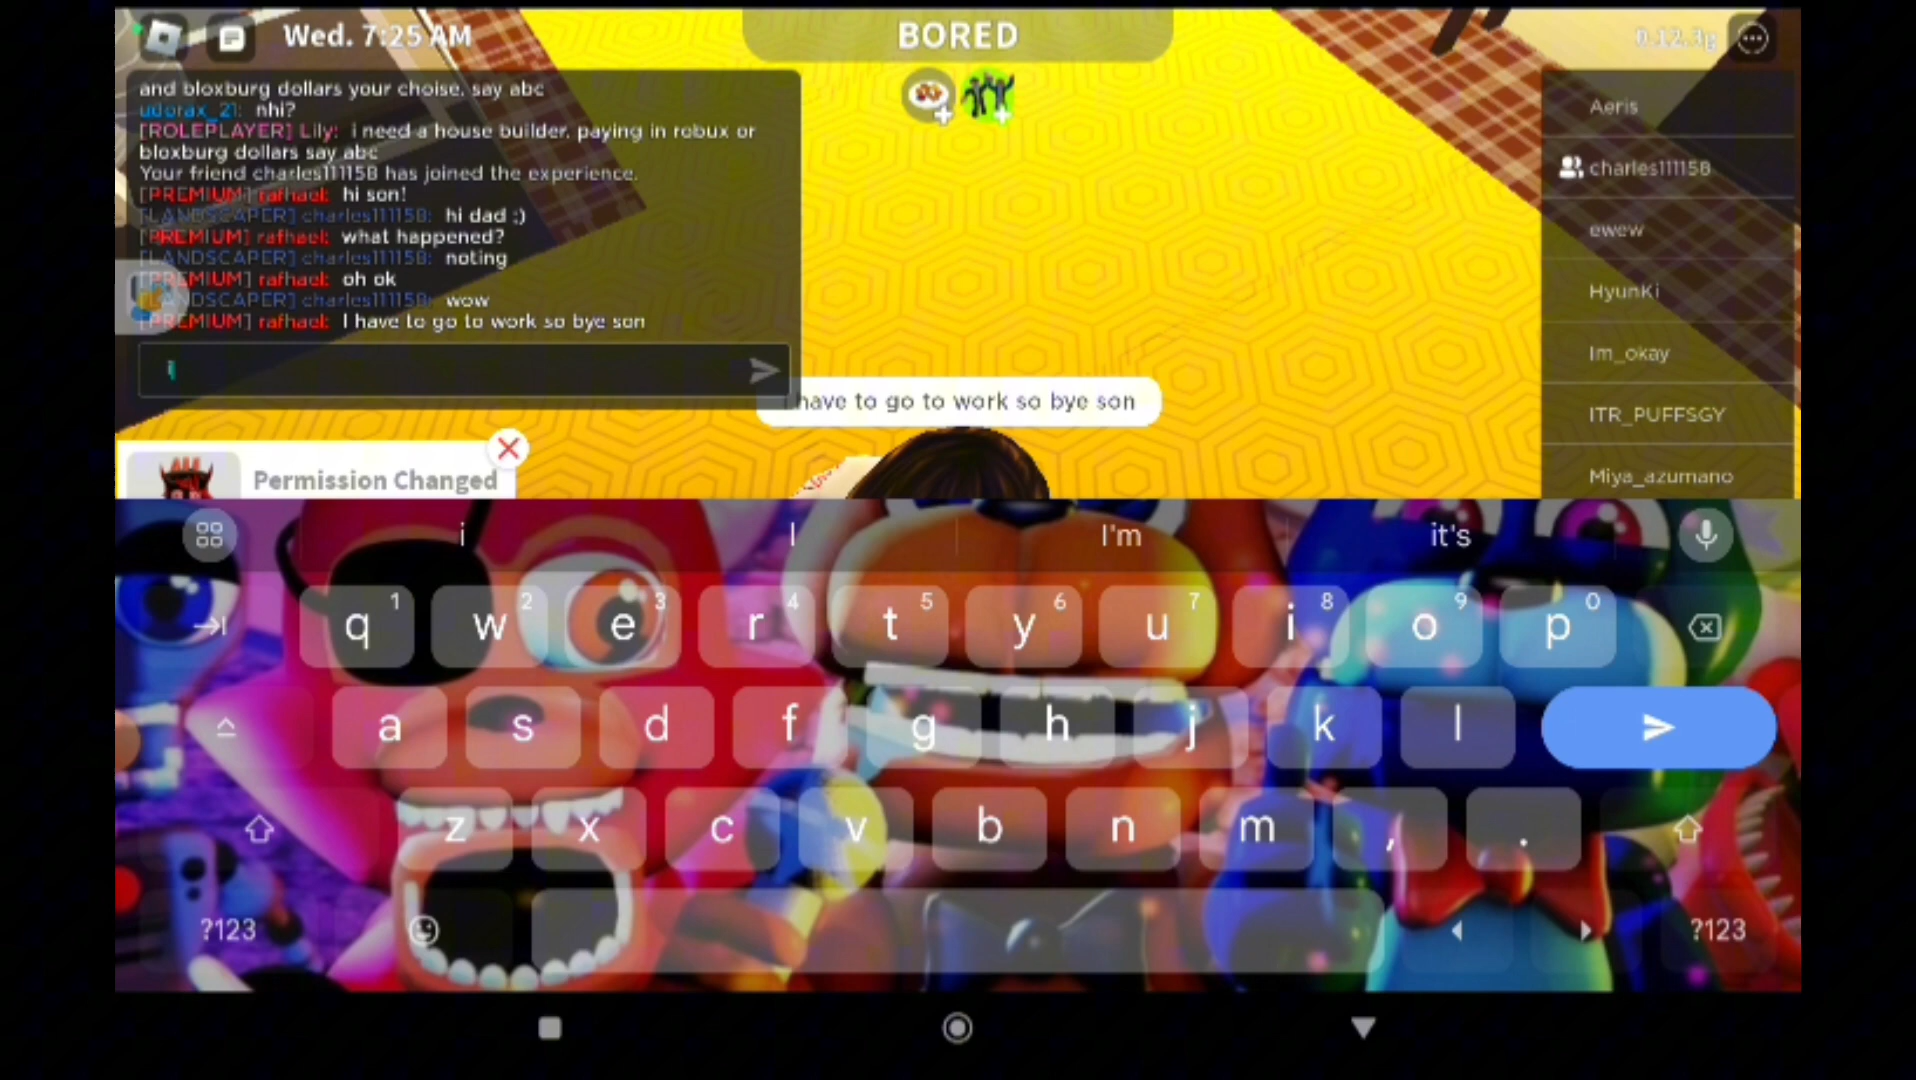 Wed. 7:25 AM
BORED
0.12.3g
and bloxburg dollars your choise. say abc
udorax_21: nhi?
[ROLEPLAYER] Lily: i need a house builder. paying in robux or
bloxburg dollars say abc
Your friend charles111158 has joined the experience.
[PREMIUM] rafhael: hi son!
[LANDSCAPER] charles111158: hi dad ;)
[PREMIUM] rafhael: what happened?
[LANDSCAPER] charles111158: noting
[PREMIUM] rafhael: oh ok
[LANDSCAPER] charles111158: wow
[PREMIUM] rafhael: I have to go to work so bye son
i
have to go to work so bye son
Permission Changed
Aeris
charles111158
ewew
HyunKi
Im_okay
ITR_PUFFSGY
Miya_azumano
i I I'm it's
q 1 w 2 e 3 r 4 t 5 y 6 u 7 i 8 o 9 p 0
a s d f g h j k l
z x c v b n m , .
?123 ?123